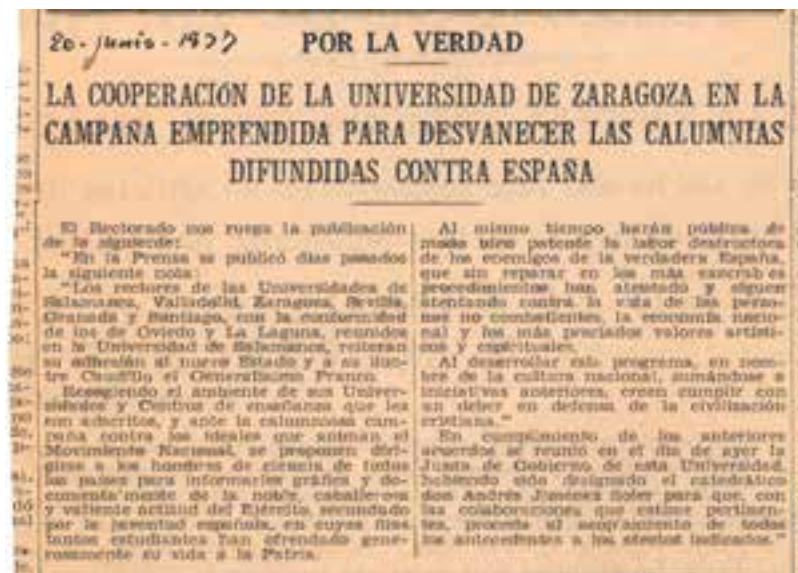 20-junio-1937
POR LA VERDAD
LA COOPERACIÓN DE LA UNIVERSIDAD DE ZARAGOZA EN LA
CAMPAÑA EMPRENDIDA PARA DESVANECER LAS CALUMNIAS
DIFUNDIDAS CONTRA ESPAÑA
El Rectorado nos ruega la publicación
de lo siguiente:
"En la Prensa se publicó días pasados
la siguiente nota:
"Los rectores de las Universidades de
Salamanca, Valladolid, Zaragoza, Sevilla,
Granada y Santiago, con la conformidad
de los de Oviedo y La Laguna, reunidos
en la Universidad de Salamanca, reiteran
su adhesión al nuevo Estado y a su ilus-
tre Caudillo el Generalísimo Franco.
Recogiendo el ambiente de sus Univer-
sidades y Centros de enseñanza que les
son adscritos, y ante la calumniosa cam-
paña contra los ideales que animan el
Movimiento Nacional, se proponen diri-
girse a los hombres de ciencia de todos
los países para informarles gráfica y do-
cumentalmente de la noble, caballerosa
y valiente actitud del Ejército, secundado
por la juventud española, en cuyas filas
tantos estudiantes han ofrendado gene-
rosamente su vida a la Patria.
Al mismo tiempo harán pública de
modo bien patente la labor destructora
de los enemigos de la verdadera España,
que sin reparar en los más execrables
procedimientos han atentado y siguen
atentando contra la vida de las perso-
nas no combatientes, la economía nacio-
nal y los más preciados valores artísti-
cos y espirituales.
Al desarrollar este programa, en nom-
bre de la cultura nacional, sumándose a
iniciativas anteriores, creen cumplir con
un deber en defensa de la civilización
cristiana."
En cumplimiento de los anteriores
acuerdos se reunió en el día de ayer la
Junta de Gobierno de esta Universidad,
habiendo sido designado el catedrático
don Andrés Jiménez Soler para que, con
las colaboraciones que estime pertinen-
tes, proceda al acopiamiento de todos
los antecedentes a los efectos indicados."